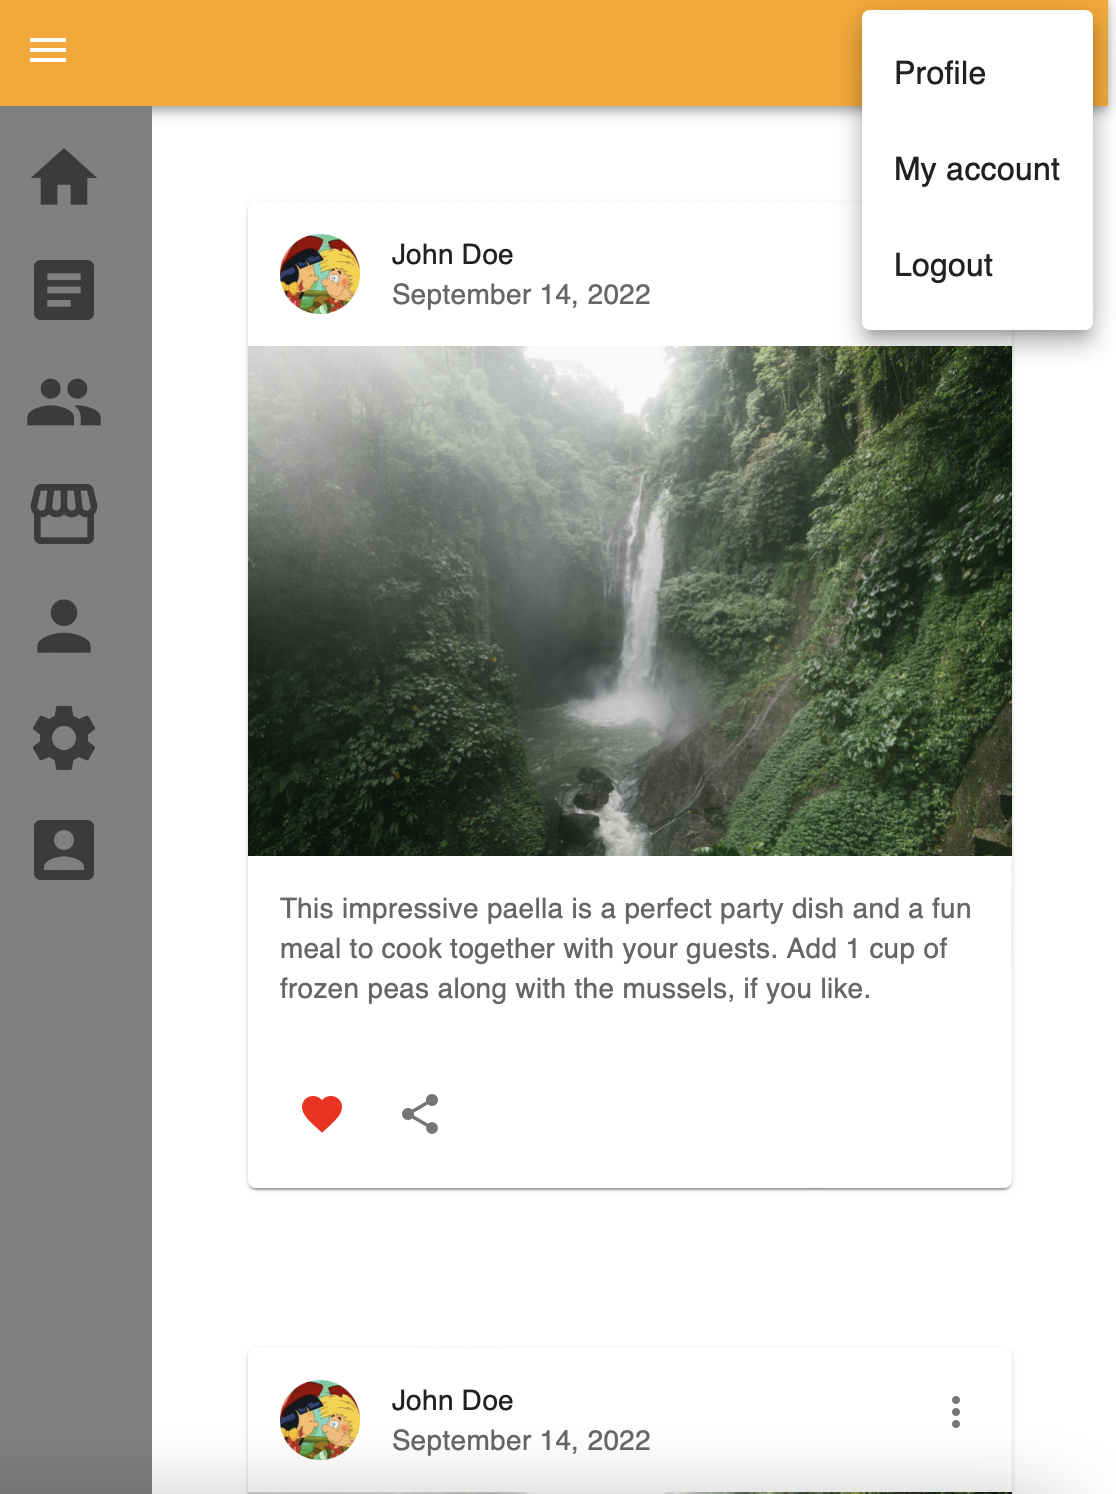 Profile
My account
Logout
John Doe
September 14, 2022
This impressive paella is a perfect party dish and a fun
meal to cook together with your guests. Add 1 cup of
frozen peas along with the mussels, if you like.
John Doe
September 14, 2022